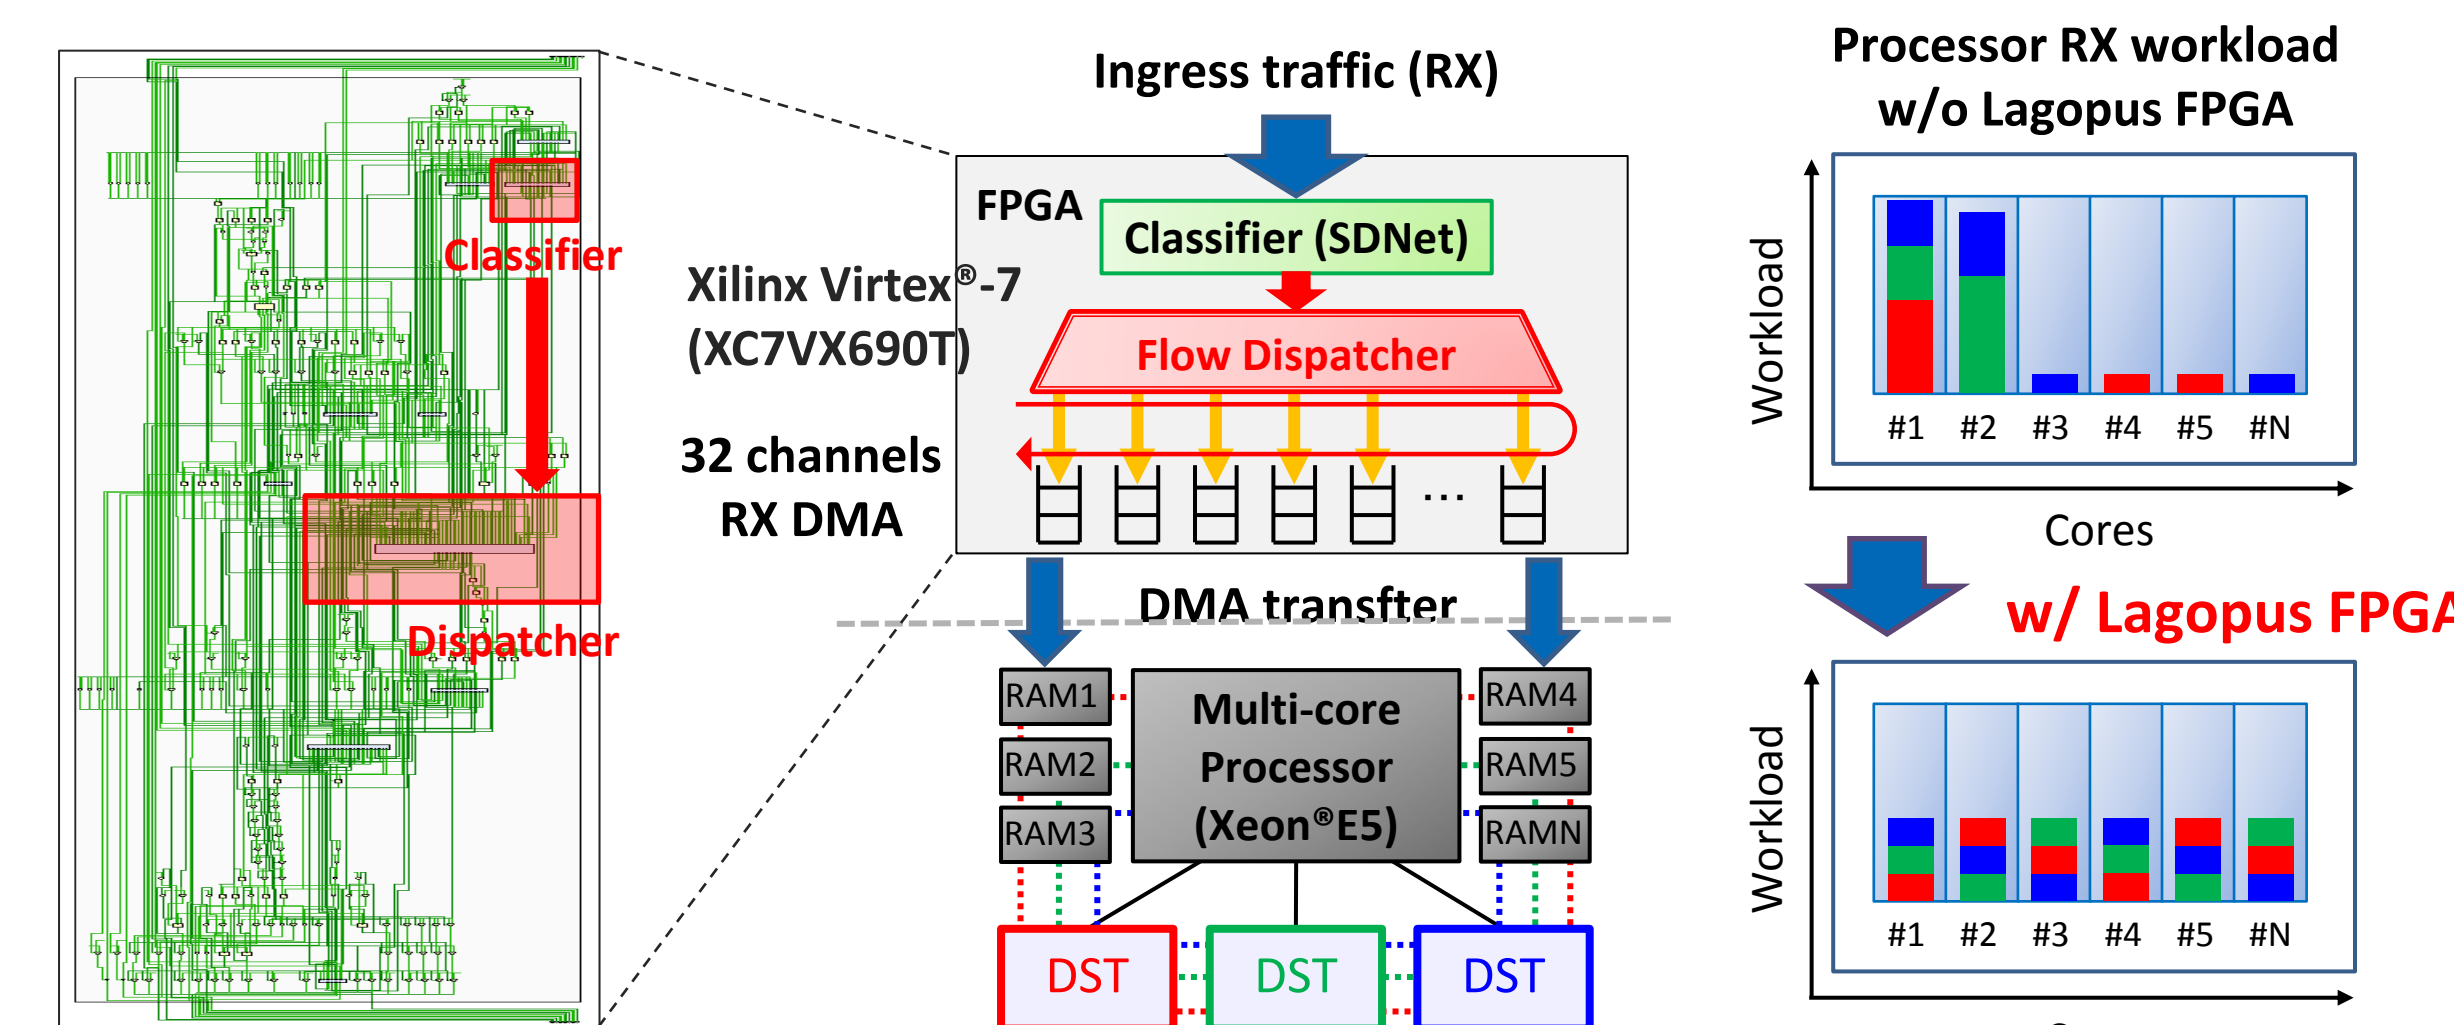 Classifier
Dispatcher
Xilinx Virtex®-7
(XC7VX690T)
32 channels
RX DMA
Ingress traffic (RX)
FPGA
Classifier (SDNet)
Flow Dispatcher
...
DMA transfter
RAM1
RAM2
RAM3
Multi-core
Processor
(Xeon®E5)
RAM4
RAM5
RAMN
DST
DST
DST
Processor RX workload
w/o Lagopus FPGA
Workload
#1 #2 #3 #4 #5 #N
Cores
w/ Lagopus FPGA
Workload
#1 #2 #3 #4 #5 #N